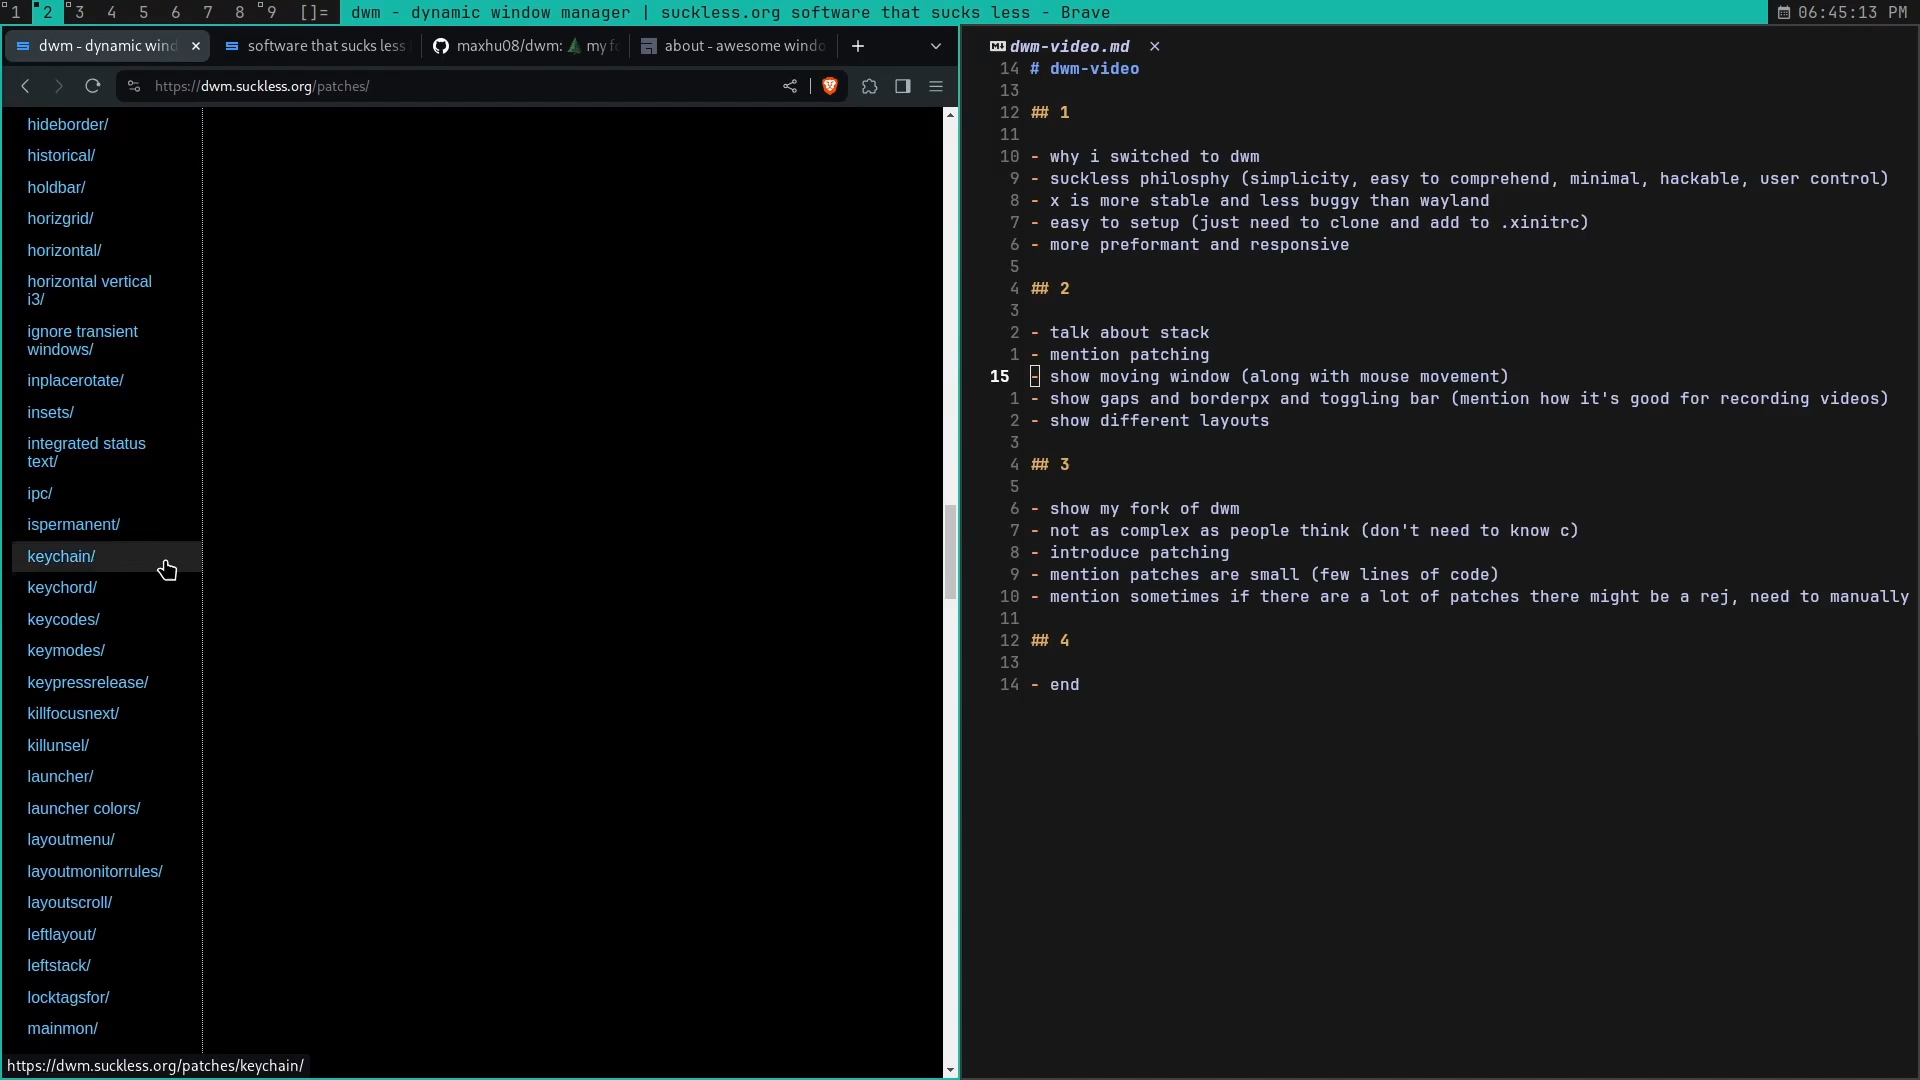 1 2 3 4 5 6 7 8 9 []= dwm - dynamic window manager | suckless.org software that sucks less - Brave 06:45:13 PM
dwm - dynamic wind × software that sucks less maxhu08/dwm: 🌲 my fo about - awesome windo +
https://dwm.suckless.org/patches/
hideborder/
historical/
holdbar/
horizgrid/
horizontal/
horizontal vertical
i3/
ignore transient
windows/
inplacerotate/
insets/
integrated status
text/
ipc/
ispermanent/
keychain/
keychord/
keycodes/
keymodes/
keypressrelease/
killfocusnext/
killunsel/
launcher/
launcher colors/
layoutmenu/
layoutmonitorrules/
layoutscroll/
leftlayout/
leftstack/
locktagsfor/
mainmon/
https://dwm.suckless.org/patches/keychain/
dwm-video.md ×
14 # dwm-video
13
12 ## 1
11
10 - why i switched to dwm
9 - suckless philosphy (simplicity, easy to comprehend, minimal, hackable, user control)
8 - x is more stable and less buggy than wayland
7 - easy to setup (just need to clone and add to .xinitrc)
6 - more preformant and responsive
5
4 ## 2
3
2 - talk about stack
1 - mention patching
15 - show moving window (along with mouse movement)
1 - show gaps and borderpx and toggling bar (mention how it's good for recording videos)
2 - show different layouts
3
4 ## 3
5
6 - show my fork of dwm
7 - not as complex as people think (don't need to know c)
8 - introduce patching
9 - mention patches are small (few lines of code)
10 - mention sometimes if there are a lot of patches there might be a rej, need to manually
11
12 ## 4
13
14 - end